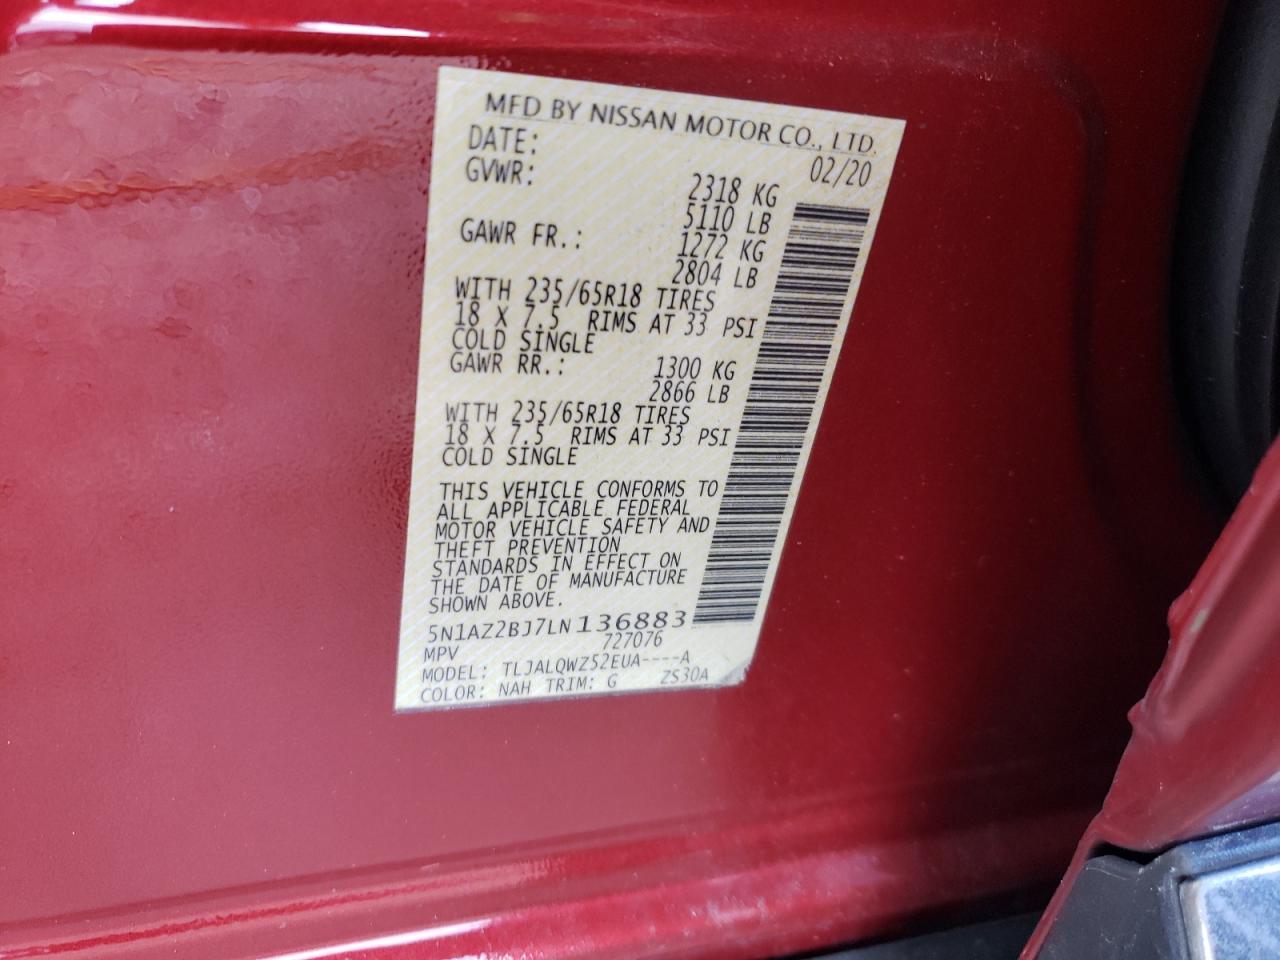 MFD BY NISSAN MOTOR CO., LTD.
DATE: 02/20
GVWR: 2318 KG
5110 LB
GAWR FR.: 1272 KG
2804 LB
WITH 235/65R18 TIRES
18 X 7.5 RIMS AT 33 PSI
COLD SINGLE
GAWR RR.: 1300 KG
2866 LB
WITH 235/65R18 TIRES
18 X 7.5 RIMS AT 33 PSI
COLD SINGLE
THIS VEHICLE CONFORMS TO
ALL APPLICABLE FEDERAL
MOTOR VEHICLE SAFETY AND
THEFT PREVENTION
STANDARDS IN EFFECT ON
THE DATE OF MANUFACTURE
SHOWN ABOVE.
5N1AZ2BJ7LN136883
MPV 727076
MODEL: TLJALQWZ52EUA----A
COLOR: NAH TRIM: G ZS30A